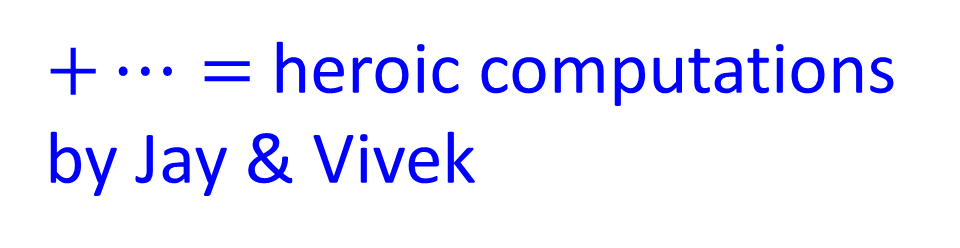 + ⋯ = heroic computations
by Jay & Vivek